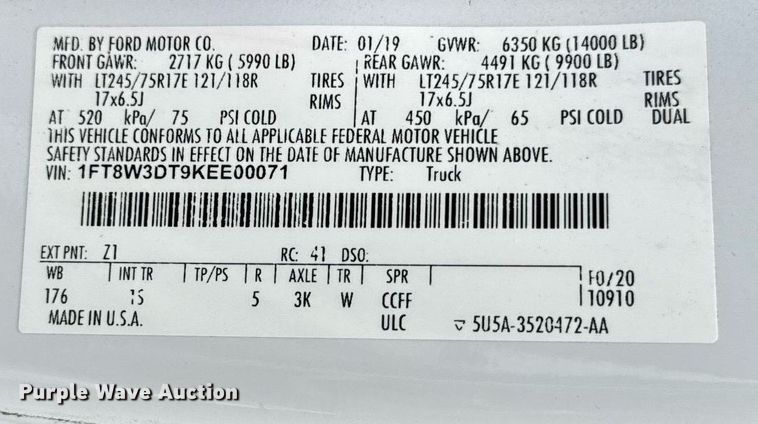 MFD. BY FORD MOTOR CO. DATE: 01/19 GVWR: 6350 KG (14000 LB)
FRONT GAWR: 2717 KG (5990 LB) REAR GAWR: 4491 KG (9900 LB)
WITH LT245/75R17E 121/118R TIRES WITH LT245/75R17E 121/118R TIRES
17x6.5J RIMS 17x6.5J RIMS
AT 520 kPa/ 75 PSI COLD AT 450 kPa/ 65 PSI COLD DUAL
THIS VEHICLE CONFORMS TO ALL APPLICABLE FEDERAL MOTOR VEHICLE
SAFETY STANDARDS IN EFFECT ON THE DATE OF MANUFACTURE SHOWN ABOVE.
VIN: 1FT8W3DT9KEE00071 TYPE: Truck
EXT PNT: Z1 RC: 41 DSO:
WB INT TR TP/PS R AXLE TR SPR F0/20
176 5 3K W CCFF 10910
MADE IN U.S.A. ULC 5U5A-3520472-AA
Purple Wave Auction